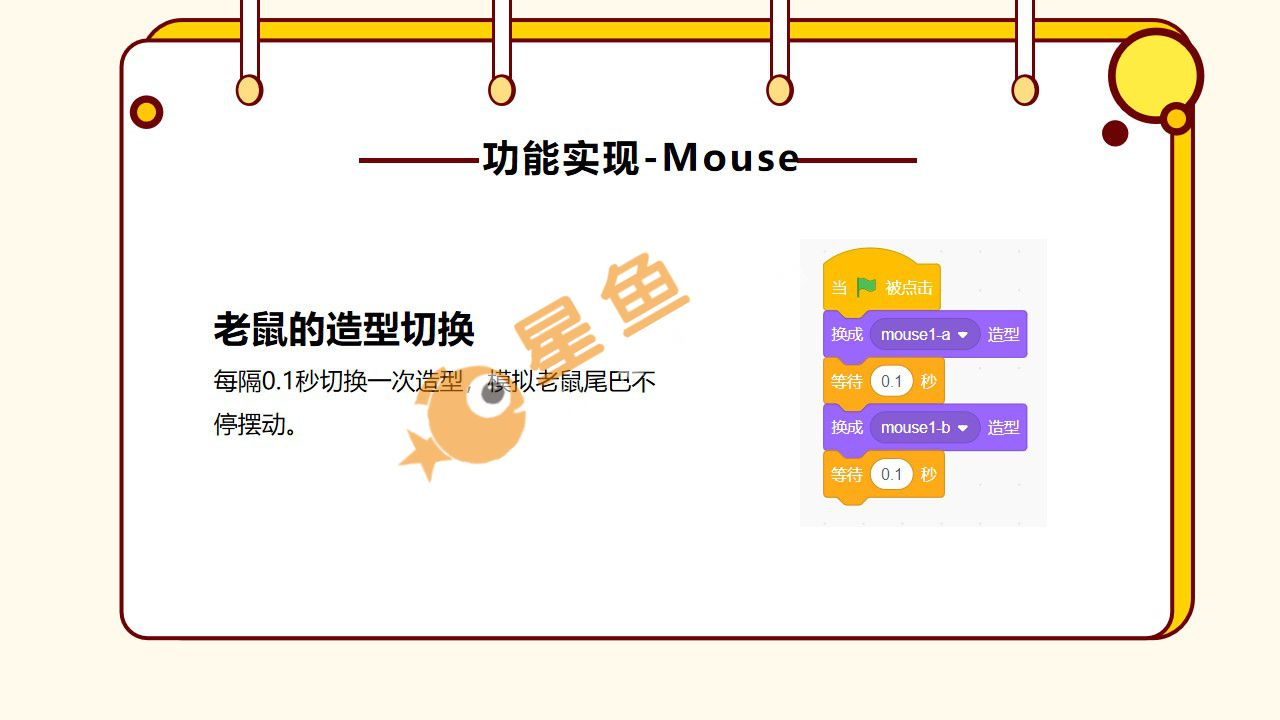 功能实现-Mouse
老鼠的造型切换
每隔0.1秒切换一次造型，模拟老鼠尾巴不
停摆动。
星鱼
当 被点击
换成 mouse1-a 造型
等待 0.1 秒
换成 mouse1-b 造型
等待 0.1 秒